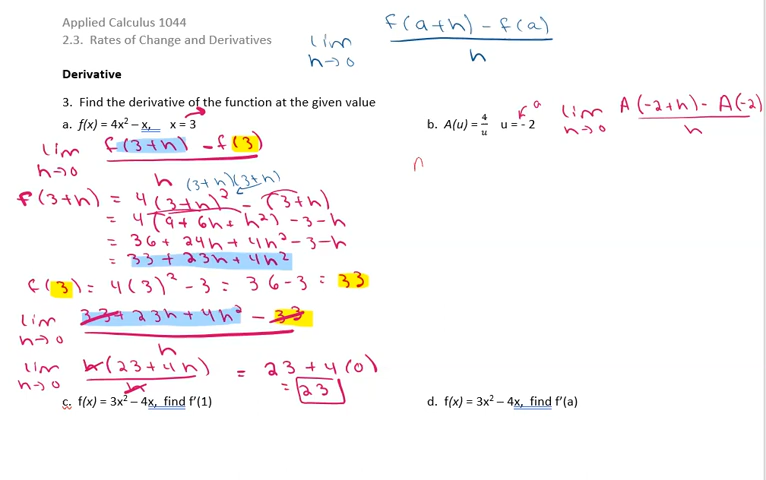 Applied Calculus 1044
2.3. Rates of Change and Derivatives
lim h→0 f(a+h) - f(a) / h
Derivative
3. Find the derivative of the function at the given value
a. f(x) = 4x² – x, x = 3
lim h→0 f(3+h) - f(3) / h
(3+h)(3+h)
f(3+h) = 4(3+h)² - (3+h)
= 4(9+6h+h²) - 3 - h
= 36 + 24h + 4h² - 3 - h
= 33 + 23h + 4h²
f(3) = 4(3)² - 3 = 36 - 3 = 33
lim h→0 33 + 23h + 4h² - 33 / h
lim h→0 h(23+4h) / h = 23 + 4(0)
= 23
b. A(u) = 4/u u = - 2 a
lim h→0 A(-2+h) - A(-2) / h
c. f(x) = 3x² – 4x, find f'(1)
d. f(x) = 3x² – 4x, find f'(a)